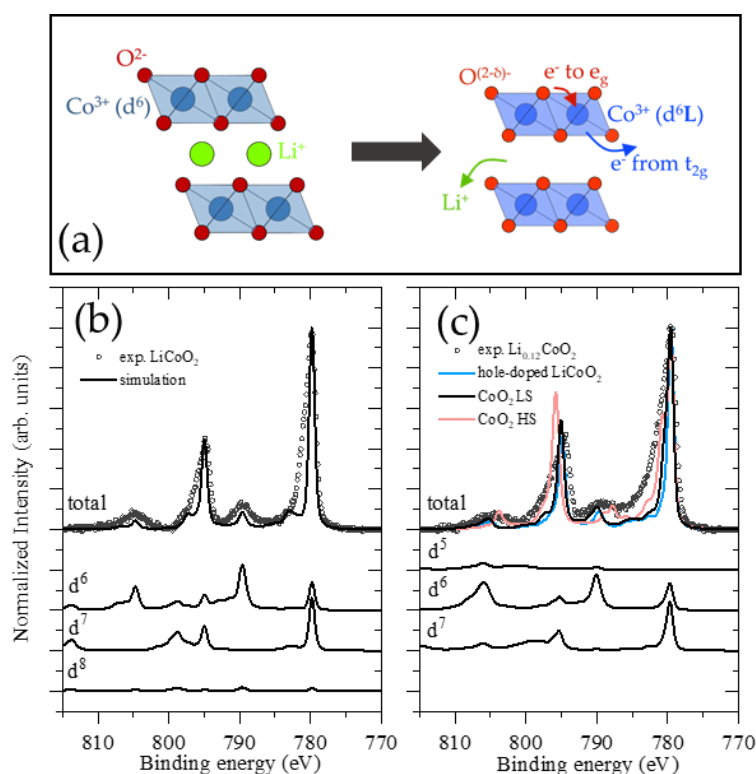 O²⁻
Co³⁺ (d⁶)
Li⁺
(a)
O⁽²⁻δ⁾⁻
e⁻ to e_g
Co³⁺ (d⁶L)
e⁻ from t₂g
Li⁺
Normalized Intensity (arb. units)
(b)
exp. LiCoO₂
simulation
total
d⁶
d⁷
d⁸
810 800 790 780 770
Binding energy (eV)
(c)
exp. Li₀.₁₂CoO₂
hole-doped LiCoO₂
CoO₂ LS
CoO₂ HS
total
d⁵
d⁶
d⁷
810 800 790 780 770
Binding energy (eV)